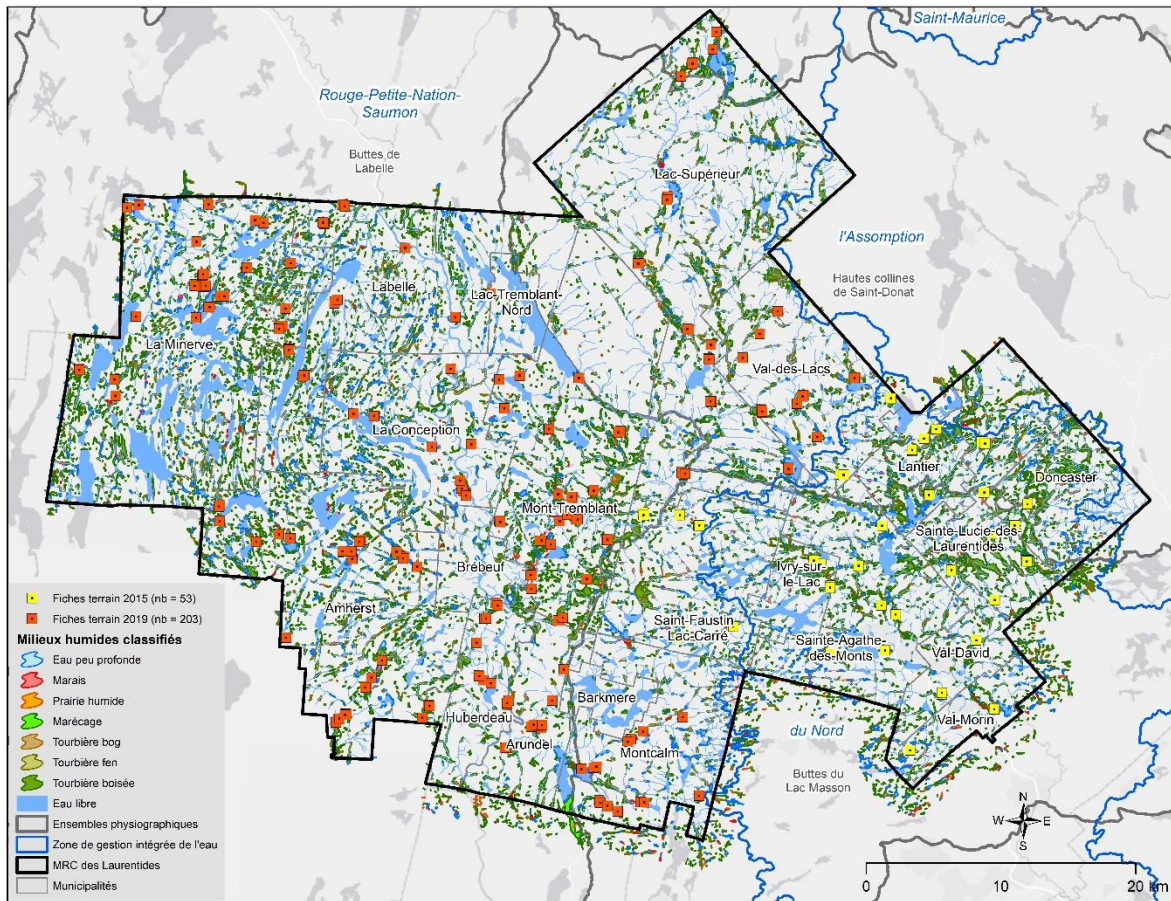 Saint-Maurice
Rouge-Petite-Nation-
Saumon
Buttes de
Labelle
Lac-Supérieur
l'Assomption
Hautes collines
de Saint-Donat
Labelle
Lac-Tremblant-
Nord
La Minerve
Val-des-Lacs
La Conception
Lantier
Doncaster
Mont-Tremblant
Sainte-Lucie-des-
Laurentides
Ivry-sur-
le-Lac
Brébeuf
Amherst
Saint-Faustin
- Lac-Carré
Sainte-Agathe-
des-Monts
Val-David
Barkmere
Huberdeau
Val-Morin
Arundel
Montcalm
du Nord
Buttes du
Lac Masson
Fiches terrain 2015 (nb = 53)
Fiches terrain 2019 (nb = 203)
Milieux humides classifiés
Eau peu profonde
Marais
Prairie humide
Marécage
Tourbière bog
Tourbière fen
Tourbière boisée
Eau libre
Ensembles physiographiques
Zone de gestion intégrée de l'eau
MRC des Laurentides
Municipalités
N
W E
S
0 10 20 km